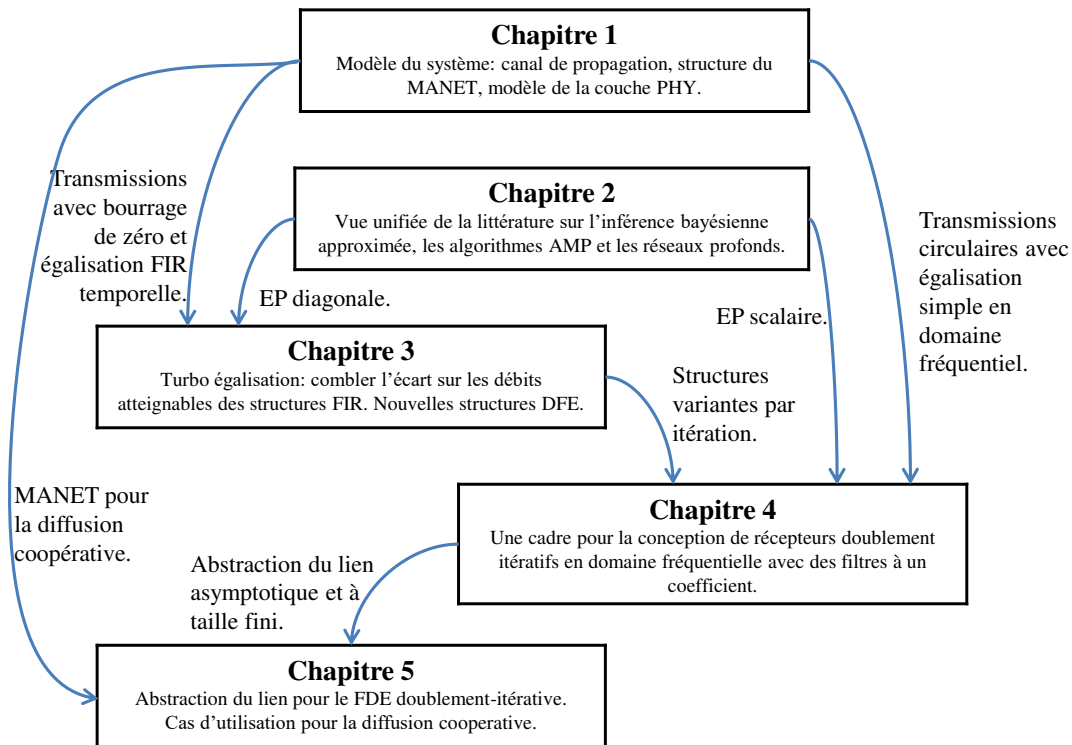 Chapitre 1
Modèle du système: canal de propagation, structure du
MANET, modèle de la couche PHY.
Transmissions
avec bourrage
de zéro et
égalisation FIR
temporelle.
Chapitre 2
Vue unifiée de la littérature sur l'inférence bayésienne
approximée, les algorithmes AMP et les réseaux profonds.
Transmissions
circulaires avec
égalisation
simple en
domaine
fréquentiel.
EP diagonale.
EP scalaire.
Chapitre 3
Turbo égalisation: combler l'écart sur les débits
atteignables des structures FIR. Nouvelles structures DFE.
Structures
variantes par
itération.
MANET pour
la diffusion
coopérative.
Chapitre 4
Une cadre pour la conception de récepteurs doublement
itératifs en domaine fréquentielle avec des filtres à un
coefficient.
Abstraction du lien
asymptotique et à
taille fini.
Chapitre 5
Abstraction du lien pour le FDE doublement-itérative.
Cas d'utilisation pour la diffusion cooperative.